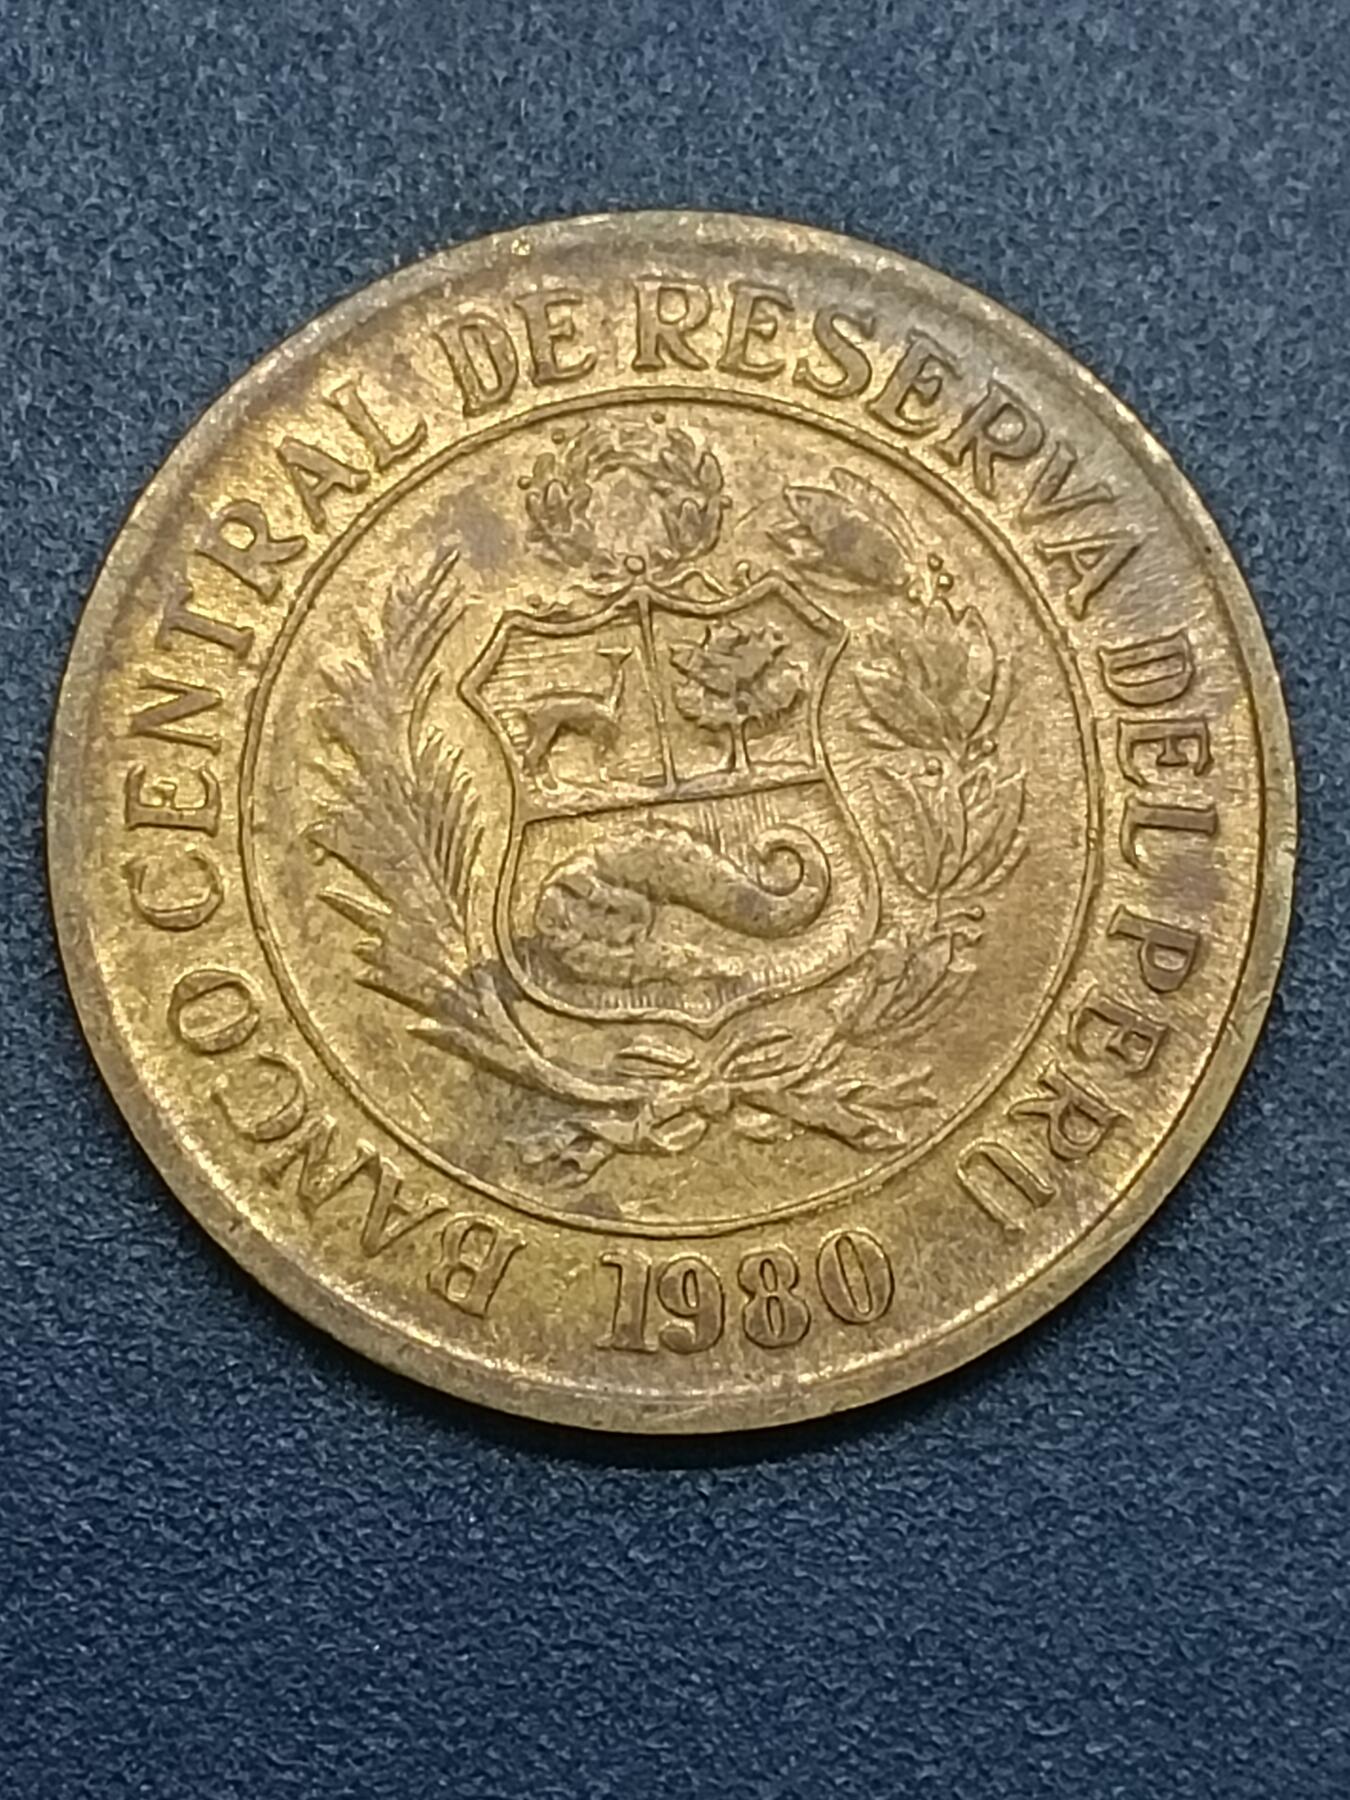 BANCO CENTRAL DE RESERVA DEL PERU
1980